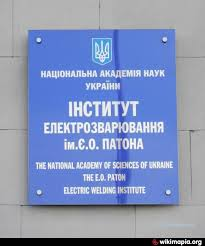 НАЦІОНАЛЬНА АКАДЕМІЯ НАУК
УКРАЇНИ
ІНСТИТУТ
ЕЛЕКТРОЗВАРЮВАННЯ
ім.Є.О. ПАТОНА
THE NATIONAL ACADEMY OF SCIENCES OF UKRAINE
THE E.O. PATON
ELECTRIC WELDING INSTITUTE
wikimapia.org